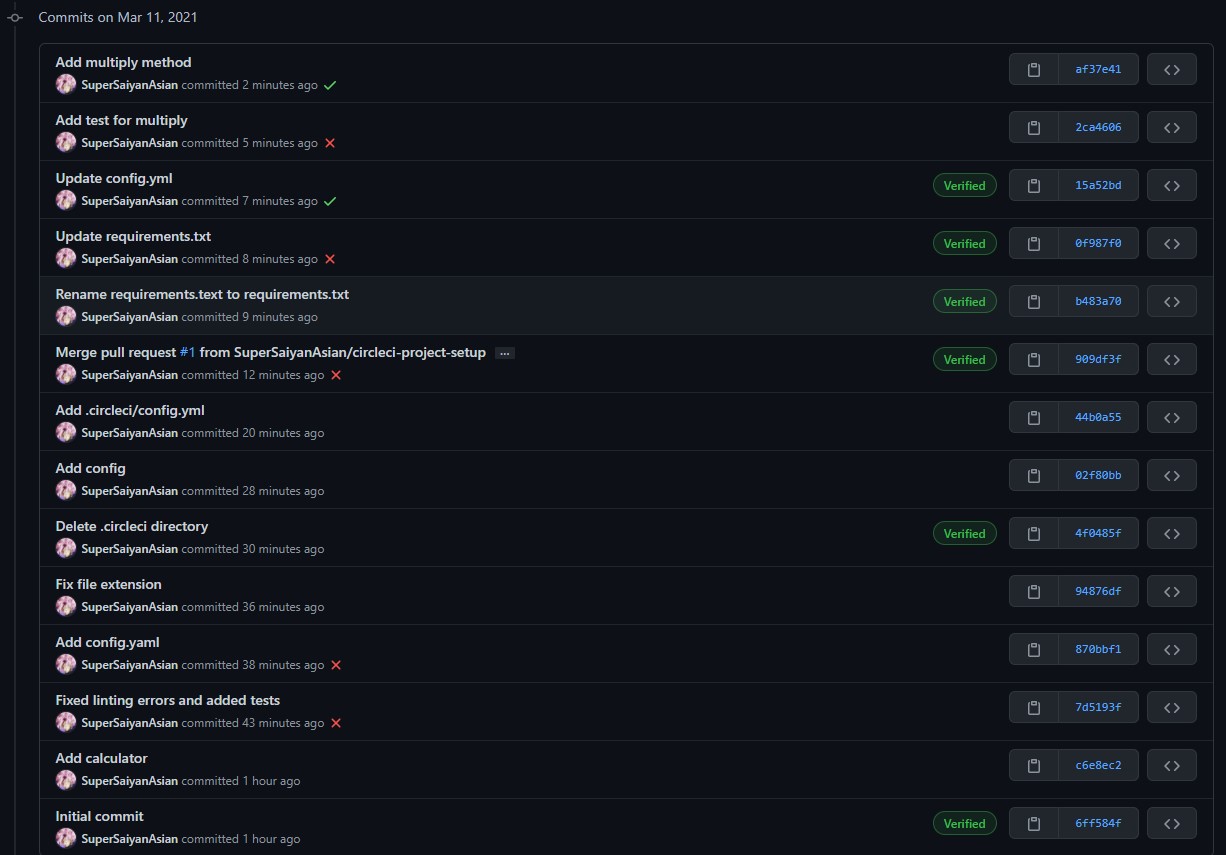 Commits on Mar 11, 2021
Add multiply method
SuperSaiyanAsian committed 2 minutes ago
af37e41
Add test for multiply
SuperSaiyanAsian committed 5 minutes ago
2ca4606
Update config.yml
SuperSaiyanAsian committed 7 minutes ago
Verified
15a52bd
Update requirements.txt
SuperSaiyanAsian committed 8 minutes ago
Verified
0f987f0
Rename requirements.text to requirements.txt
SuperSaiyanAsian committed 9 minutes ago
Verified
b483a70
Merge pull request #1 from SuperSaiyanAsian/circleci-project-setup ...
SuperSaiyanAsian committed 12 minutes ago
Verified
909df3f
Add .circleci/config.yml
SuperSaiyanAsian committed 20 minutes ago
44b0a55
Add config
SuperSaiyanAsian committed 28 minutes ago
02f80bb
Delete .circleci directory
SuperSaiyanAsian committed 30 minutes ago
Verified
4f0485f
Fix file extension
SuperSaiyanAsian committed 36 minutes ago
94876df
Add config.yaml
SuperSaiyanAsian committed 38 minutes ago
870bbf1
Fixed linting errors and added tests
SuperSaiyanAsian committed 43 minutes ago
7d5193f
Add calculator
SuperSaiyanAsian committed 1 hour ago
c6e8ec2
Initial commit
SuperSaiyanAsian committed 1 hour ago
Verified
6ff584f